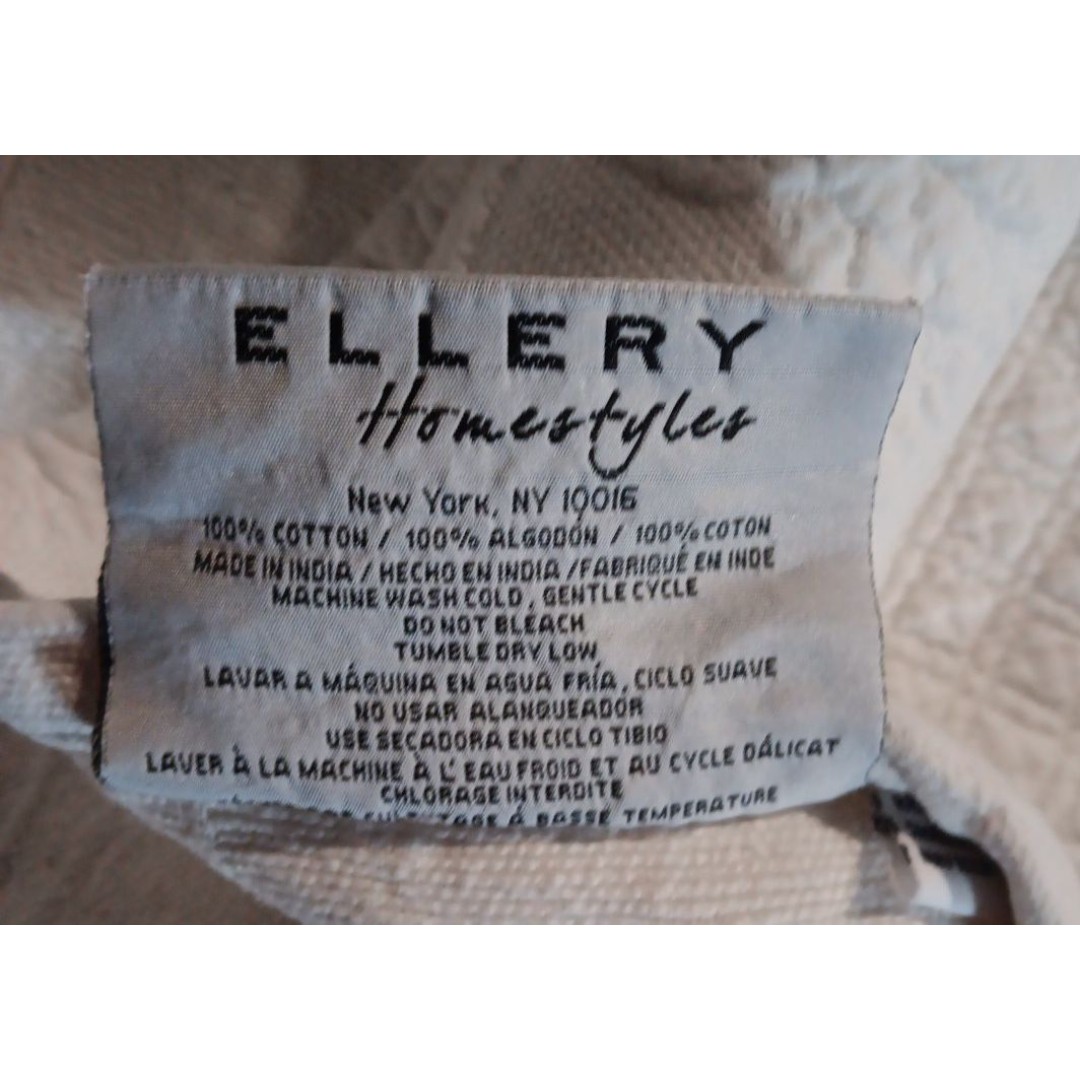 ELLERY
Homestyles
New York, NY 10016
100% COTTON / 100% ALGODÓN / 100% COTON
MADE IN INDIA / HECHO EN INDIA /FABRIQUÉ EN INDE
MACHINE WASH COLD, GENTLE CYCLE
DO NOT BLEACH
TUMBLE DRY LOW
LAVAR A MÁQUINA EN AGUA FRÍA, CICLO SUAVE
NO USAR ALANQUEADOR
USE SECADORA EN CICLO TIBIO
LAVER À LA MACHINE À L' EAU FROID ET AU CYCLE DÁLICAT
CHLORAGE INTERDITE
À BASSE TEMPERATURE